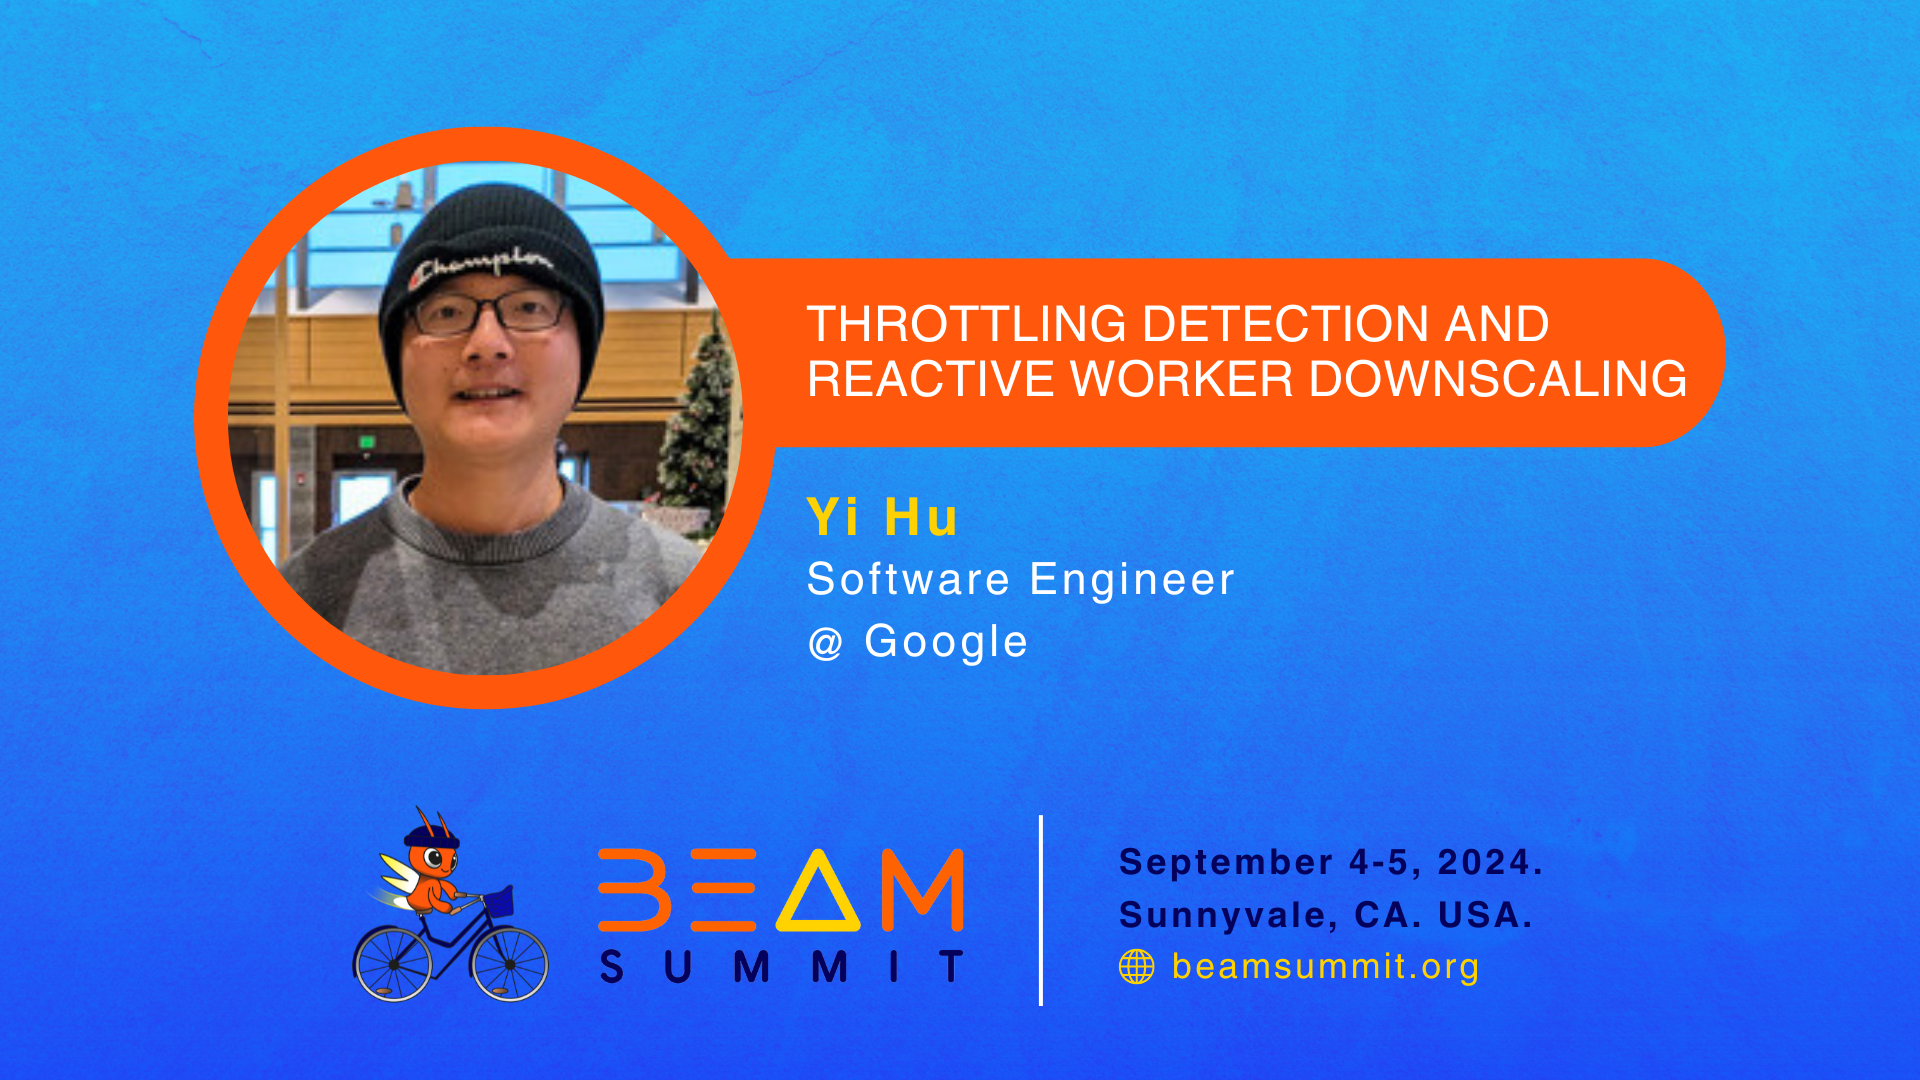 Champion
THROTTLING DETECTION AND
REACTIVE WORKER DOWNSCALING
Yi Hu
Software Engineer
@ Google
BEAM
SUMMIT
September 4-5, 2024.
Sunnyvale, CA. USA.
beamsummit.org